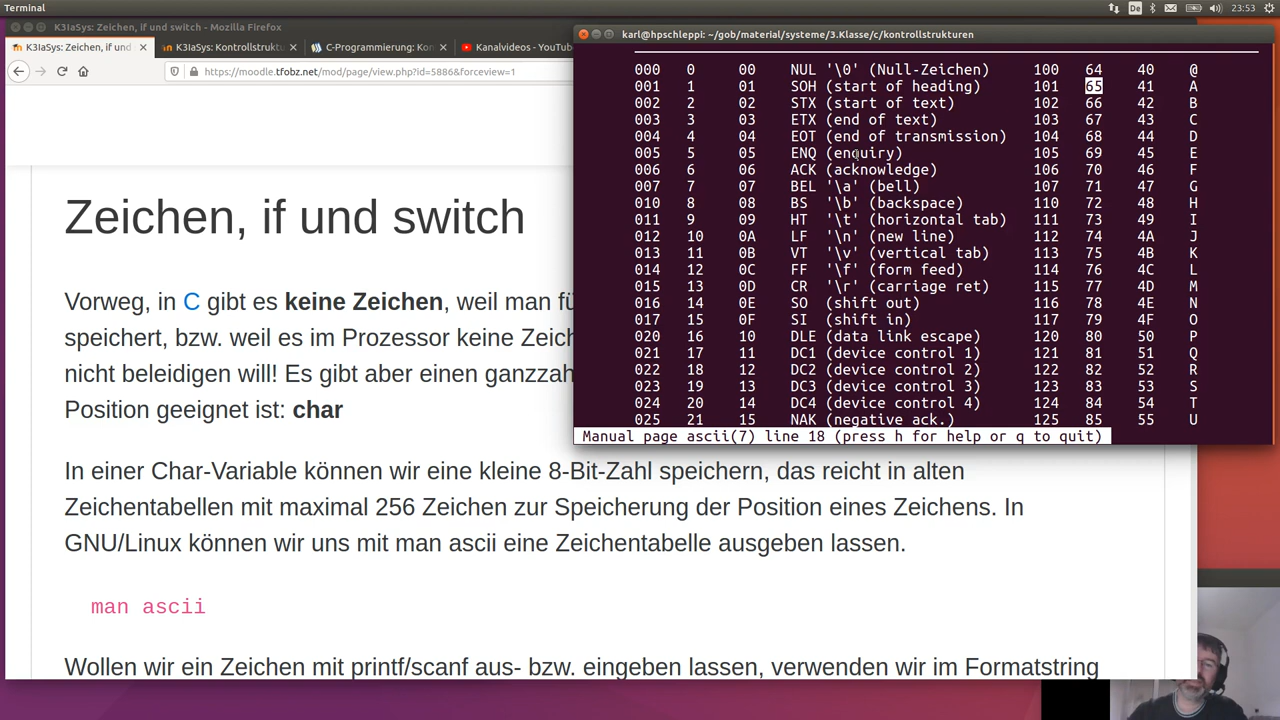 Terminal
De
23:53
K3IaSys: Zeichen, if und switch - Mozilla Firefox
K3IaSys: Zeichen, if und
K3IaSys: Kontrollstruktu
C-Programmierung: Kon
Kanalvideos - YouTube
https://moodle.tfobz.net/mod/page/view.php?id=5886&forceview=1
Zeichen, if und switch
Vorweg, in C gibt es keine Zeichen, weil man fü
speichert, bzw. weil es im Prozessor keine Zeich
nicht beleidigen will! Es gibt aber einen ganzzah
Position geeignet ist: char
In einer Char-Variable können wir eine kleine 8-Bit-Zahl speichern, das reicht in alten
Zeichentabellen mit maximal 256 Zeichen zur Speicherung der Position eines Zeichens. In
GNU/Linux können wir uns mit man ascii eine Zeichentabelle ausgeben lassen.
man ascii
Wollen wir ein Zeichen mit printf/scanf aus- bzw. eingeben lassen, verwenden wir im Formatstring
karl@hpschleppi: ~/gob/material/systeme/3.Klasse/c/kontrollstrukturen
000 0 00 NUL '\0' (Null-Zeichen) 100 64 40 @
001 1 01 SOH (start of heading) 101 65 41 A
002 2 02 STX (start of text) 102 66 42 B
003 3 03 ETX (end of text) 103 67 43 C
004 4 04 EOT (end of transmission) 104 68 44 D
005 5 05 ENQ (enquiry) 105 69 45 E
006 6 06 ACK (acknowledge) 106 70 46 F
007 7 07 BEL '\a' (bell) 107 71 47 G
010 8 08 BS '\b' (backspace) 110 72 48 H
011 9 09 HT '\t' (horizontal tab) 111 73 49 I
012 10 0A LF '\n' (new line) 112 74 4A J
013 11 0B VT '\v' (vertical tab) 113 75 4B K
014 12 0C FF '\f' (form feed) 114 76 4C L
015 13 0D CR '\r' (carriage ret) 115 77 4D M
016 14 0E SO (shift out) 116 78 4E N
017 15 0F SI (shift in) 117 79 4F O
020 16 10 DLE (data link escape) 120 80 50 P
021 17 11 DC1 (device control 1) 121 81 51 Q
022 18 12 DC2 (device control 2) 122 82 52 R
023 19 13 DC3 (device control 3) 123 83 53 S
024 20 14 DC4 (device control 4) 124 84 54 T
025 21 15 NAK (negative ack.) 125 85 55 U
Manual page ascii(7) line 18 (press h for help or q to quit)